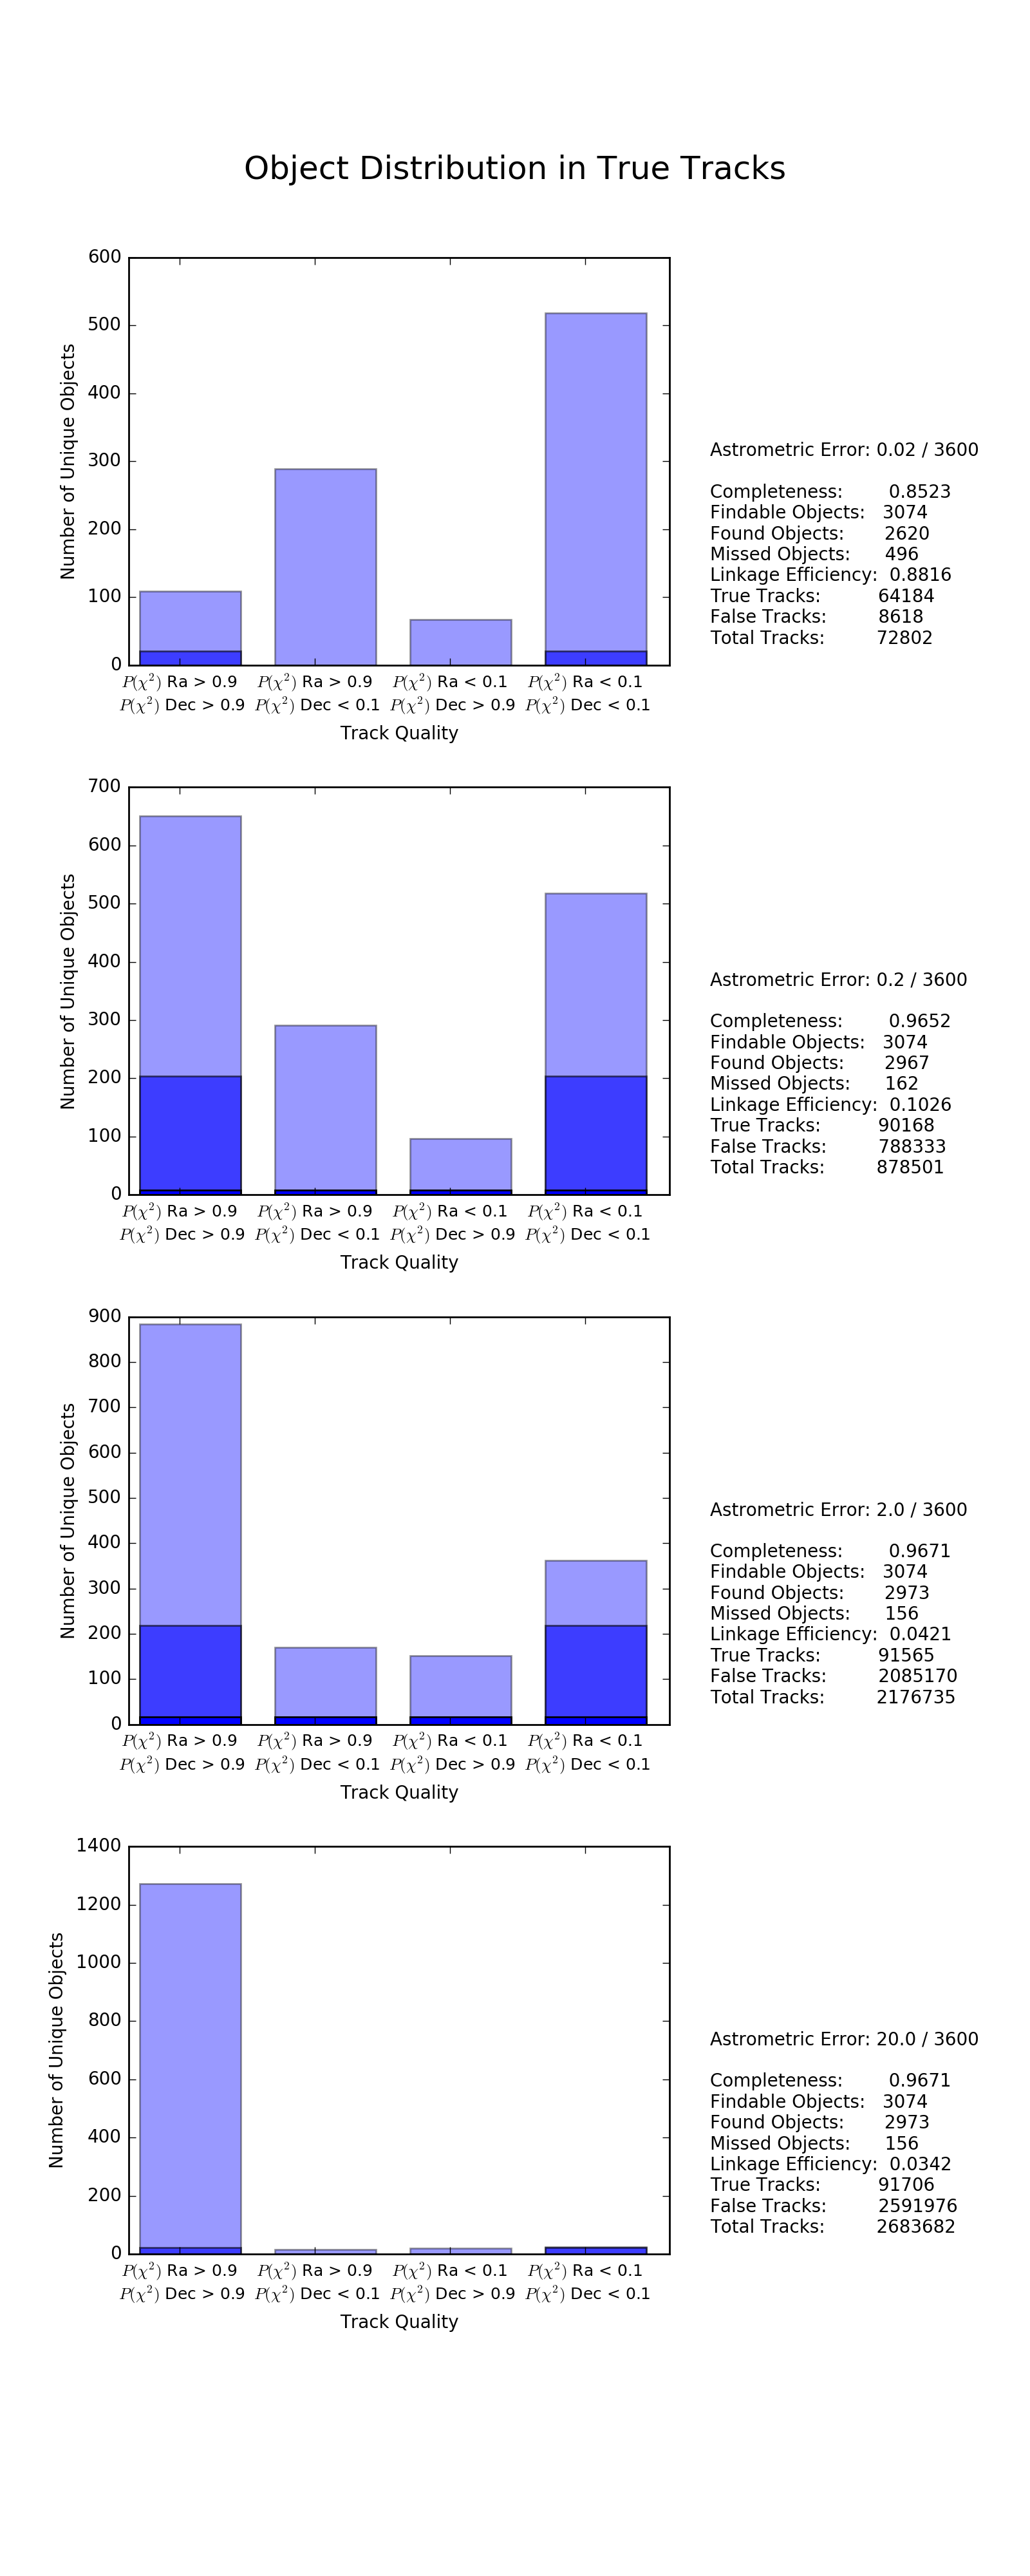 Object Distribution in True Tracks
600
500
400
300
200
100
0
Number of Unique Objects
P(χ²) Ra > 0.9 P(χ²) Ra > 0.9 P(χ²) Ra < 0.1 P(χ²) Ra < 0.1
P(χ²) Dec > 0.9 P(χ²) Dec < 0.1 P(χ²) Dec > 0.9 P(χ²) Dec < 0.1
Track Quality
Astrometric Error: 0.02 / 3600
Completeness: 0.8523
Findable Objects: 3074
Found Objects: 2620
Missed Objects: 496
Linkage Efficiency: 0.8816
True Tracks: 64184
False Tracks: 8618
Total Tracks: 72802
700
600
500
400
300
200
100
0
Number of Unique Objects
P(χ²) Ra > 0.9 P(χ²) Ra > 0.9 P(χ²) Ra < 0.1 P(χ²) Ra < 0.1
P(χ²) Dec > 0.9 P(χ²) Dec < 0.1 P(χ²) Dec > 0.9 P(χ²) Dec < 0.1
Track Quality
Astrometric Error: 0.2 / 3600
Completeness: 0.9652
Findable Objects: 3074
Found Objects: 2967
Missed Objects: 162
Linkage Efficiency: 0.1026
True Tracks: 90168
False Tracks: 788333
Total Tracks: 878501
900
800
700
600
500
400
300
200
100
0
Number of Unique Objects
P(χ²) Ra > 0.9 P(χ²) Ra > 0.9 P(χ²) Ra < 0.1 P(χ²) Ra < 0.1
P(χ²) Dec > 0.9 P(χ²) Dec < 0.1 P(χ²) Dec > 0.9 P(χ²) Dec < 0.1
Track Quality
Astrometric Error: 2.0 / 3600
Completeness: 0.9671
Findable Objects: 3074
Found Objects: 2973
Missed Objects: 156
Linkage Efficiency: 0.0421
True Tracks: 91565
False Tracks: 2085170
Total Tracks: 2176735
1400
1200
1000
800
600
400
200
0
Number of Unique Objects
P(χ²) Ra > 0.9 P(χ²) Ra > 0.9 P(χ²) Ra < 0.1 P(χ²) Ra < 0.1
P(χ²) Dec > 0.9 P(χ²) Dec < 0.1 P(χ²) Dec > 0.9 P(χ²) Dec < 0.1
Track Quality
Astrometric Error: 20.0 / 3600
Completeness: 0.9671
Findable Objects: 3074
Found Objects: 2973
Missed Objects: 156
Linkage Efficiency: 0.0342
True Tracks: 91706
False Tracks: 2591976
Total Tracks: 2683682